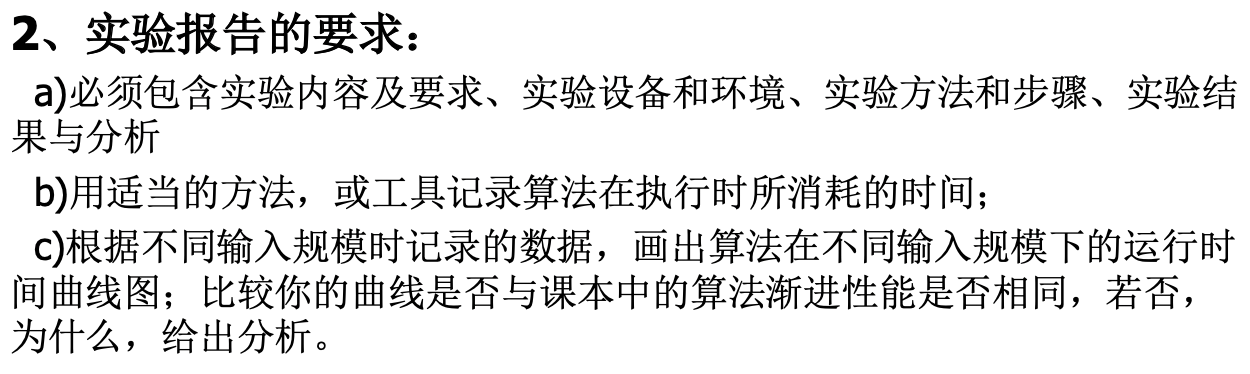 2、实验报告的要求：
a)必须包含实验内容及要求、实验设备和环境、实验方法和步骤、实验结
果与分析
b)用适当的方法，或工具记录算法在执行时所消耗的时间；
c)根据不同输入规模时记录的数据，画出算法在不同输入规模下的运行时
间曲线图；比较你的曲线是否与课本中的算法渐进性能是否相同，若否，
为什么，给出分析。